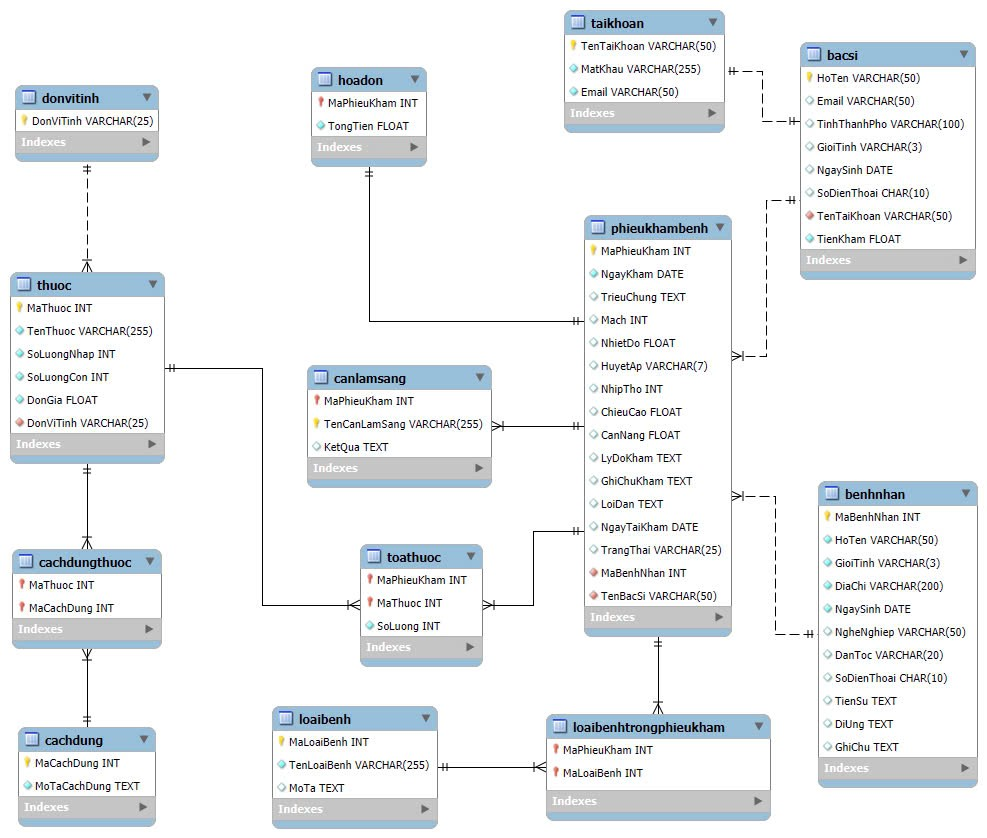 taikhoan
TenTaiKhoan VARCHAR(50)
MatKhau VARCHAR(255)
Email VARCHAR(50)
Indexes
bacsi
HoTen VARCHAR(50)
Email VARCHAR(50)
TinhThanhPho VARCHAR(100)
GioiTinh VARCHAR(3)
NgaySinh DATE
SoDienThoai CHAR(10)
TenTaiKhoan VARCHAR(50)
TienKham FLOAT
Indexes
hoadon
MaPhieuKham INT
TongTien FLOAT
Indexes
donvitinh
DonViTinh VARCHAR(25)
Indexes
phieukhambenh
MaPhieuKham INT
NgayKham DATE
TrieuChung TEXT
Mach INT
NhietDo FLOAT
HuyetAp VARCHAR(7)
NhipTho INT
ChieuCao FLOAT
CanNang FLOAT
LyDoKham TEXT
GhiChuKham TEXT
LoiDan TEXT
NgayTaiKham DATE
TrangThai VARCHAR(25)
MaBenhNhan INT
TenBacSi VARCHAR(50)
Indexes
thuoc
MaThuoc INT
TenThuoc VARCHAR(255)
SoLuongNhap INT
SoLuongCon INT
DonGia FLOAT
DonViTinh VARCHAR(25)
Indexes
canlamsang
MaPhieuKham INT
TenCanLamSang VARCHAR(255)
KetQua TEXT
Indexes
benhnhan
MaBenhNhan INT
HoTen VARCHAR(50)
GioiTinh VARCHAR(3)
DiaChi VARCHAR(200)
NgaySinh DATE
NgheNghiep VARCHAR(50)
DanToc VARCHAR(20)
SoDienThoai CHAR(10)
TienSu TEXT
DiUng TEXT
GhiChu TEXT
Indexes
cachdungthuoc
MaThuoc INT
MaCachDung INT
Indexes
toathuoc
MaPhieuKham INT
MaThuoc INT
SoLuong INT
Indexes
cachdung
MaCachDung INT
MoTaCachDung TEXT
Indexes
loaibenh
MaLoaiBenh INT
TenLoaiBenh VARCHAR(255)
MoTa TEXT
Indexes
loaibenhtrongphieukham
MaPhieuKham INT
MaLoaiBenh INT
Indexes